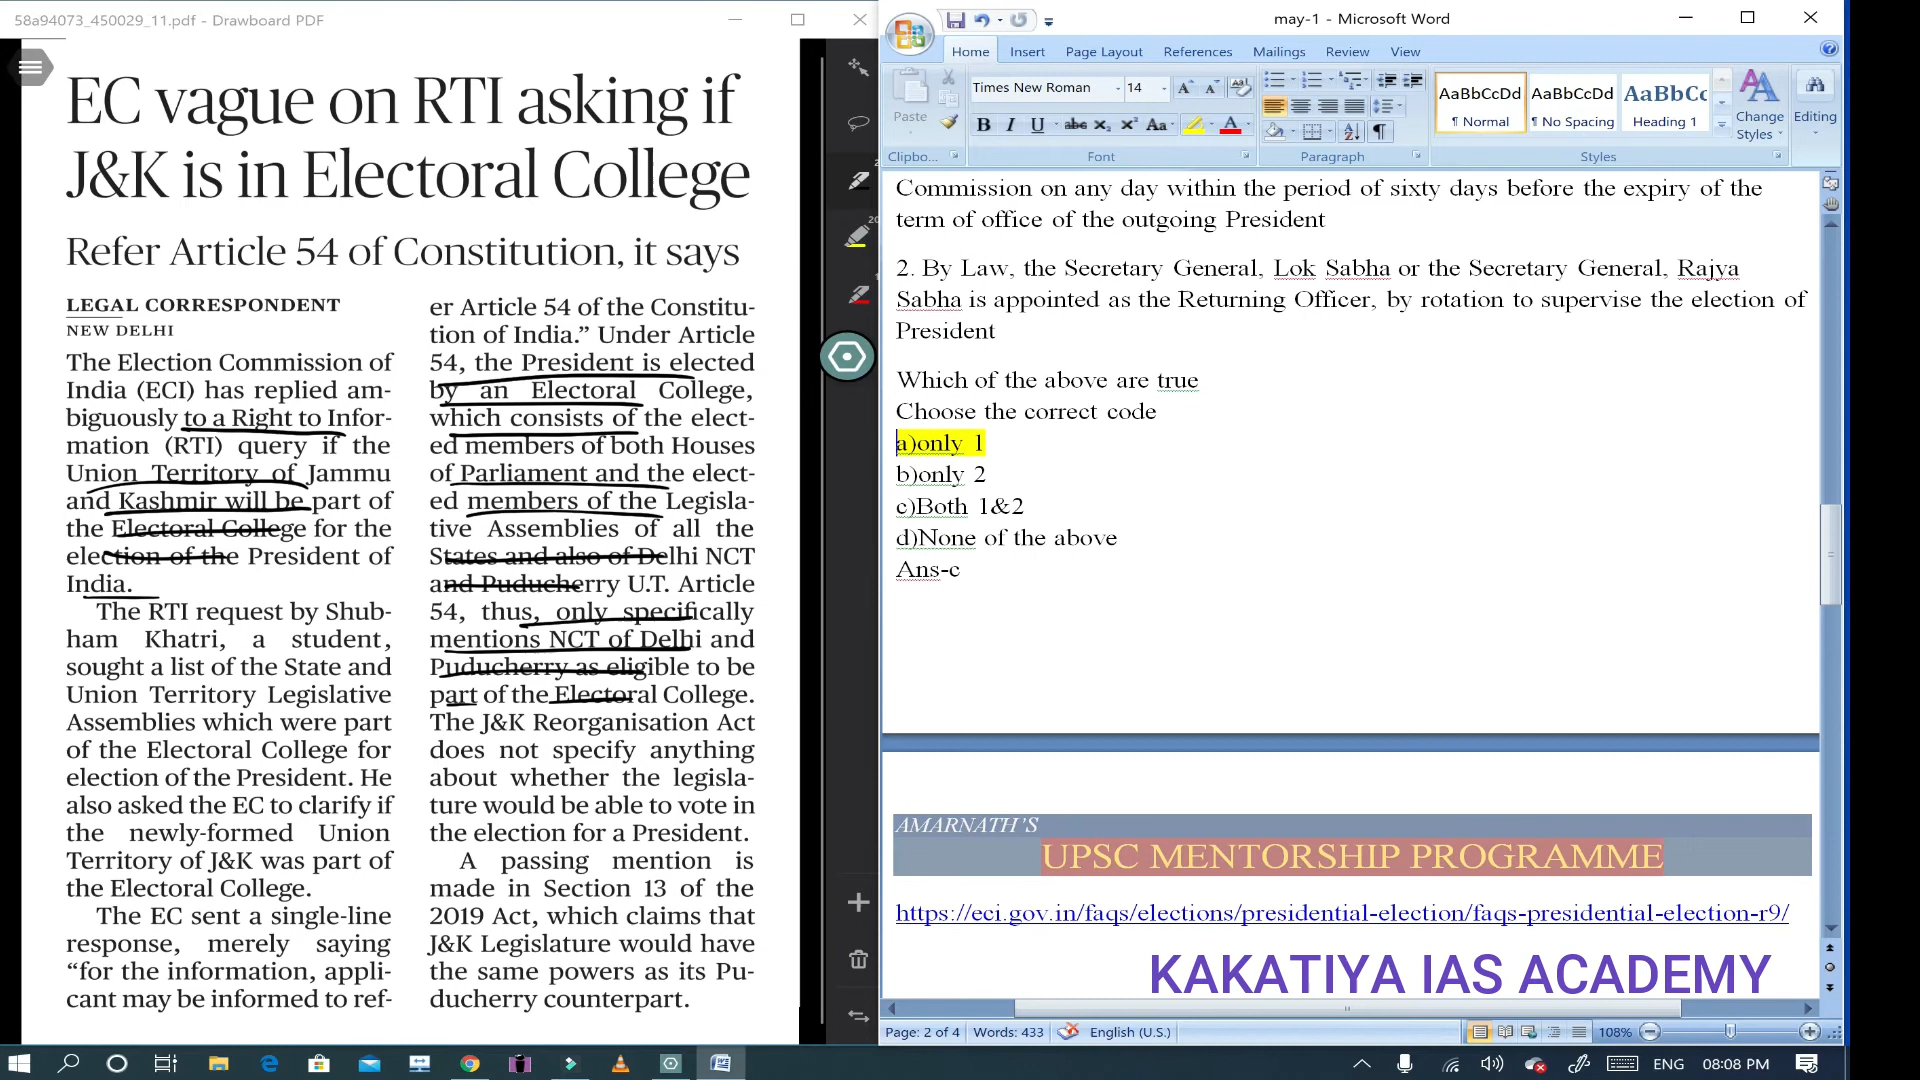 58a94073_450029_11.pdf - Drawboard PDF
EC vague on RTI asking if
J&K is in Electoral College
Refer Article 54 of Constitution, it says
LEGAL CORRESPONDENT
NEW DELHI
The Election Commission of
India (ECI) has replied am-
biguously to a Right to Infor-
mation (RTI) query if the
Union Territory of Jammu
and Kashmir will be part of
the Electoral College for the
election of the President of
India.
The RTI request by Shub-
ham Khatri, a student,
sought a list of the State and
Union Territory Legislative
Assemblies which were part
of the Electoral College for
election of the President. He
also asked the EC to clarify if
the newly-formed Union
Territory of J&K was part of
the Electoral College.
The EC sent a single-line
response, merely saying
“for the information, appli-
cant may be informed to ref-
er Article 54 of the Constitu-
tion of India.” Under Article
54, the President is elected
by an Electoral College,
which consists of the elect-
ed members of both Houses
of Parliament and the elect-
ed members of the Legisla-
tive Assemblies of all the
States and also of Delhi NCT
and Puducherry U.T. Article
54, thus, only specifically
mentions NCT of Delhi and
Puducherry as eligible to be
part of the Electoral College.
The J&K Reorganisation Act
does not specify anything
about whether the legisla-
ture would be able to vote in
the election for a President.
A passing mention is
made in Section 13 of the
2019 Act, which claims that
J&K Legislature would have
the same powers as its Pu-
ducherry counterpart.
may-1 - Microsoft Word
Home Insert Page Layout References Mailings Review View
Times New Roman 14
Paste
B I U abc X₂ X² Aa A
AaBbCcDd AaBbCcDd AaBbCc
¶ Normal ¶ No Spacing Heading 1
Change Styles
Editing
Clipbo... Font Paragraph Styles
Commission on any day within the period of sixty days before the expiry of the
term of office of the outgoing President
2. By Law, the Secretary General, Lok Sabha or the Secretary General, Rajya
Sabha is appointed as the Returning Officer, by rotation to supervise the election of
President
Which of the above are true
Choose the correct code
a)only 1
b)only 2
c)Both 1&2
d)None of the above
Ans-c
AMARNATH’S
UPSC MENTORSHIP PROGRAMME
https://eci.gov.in/faqs/elections/presidential-election/faqs-presidential-election-r9/
KAKATIYA IAS ACADEMY
Page: 2 of 4 Words: 433 English (U.S.) 108%
ENG 08:08 PM